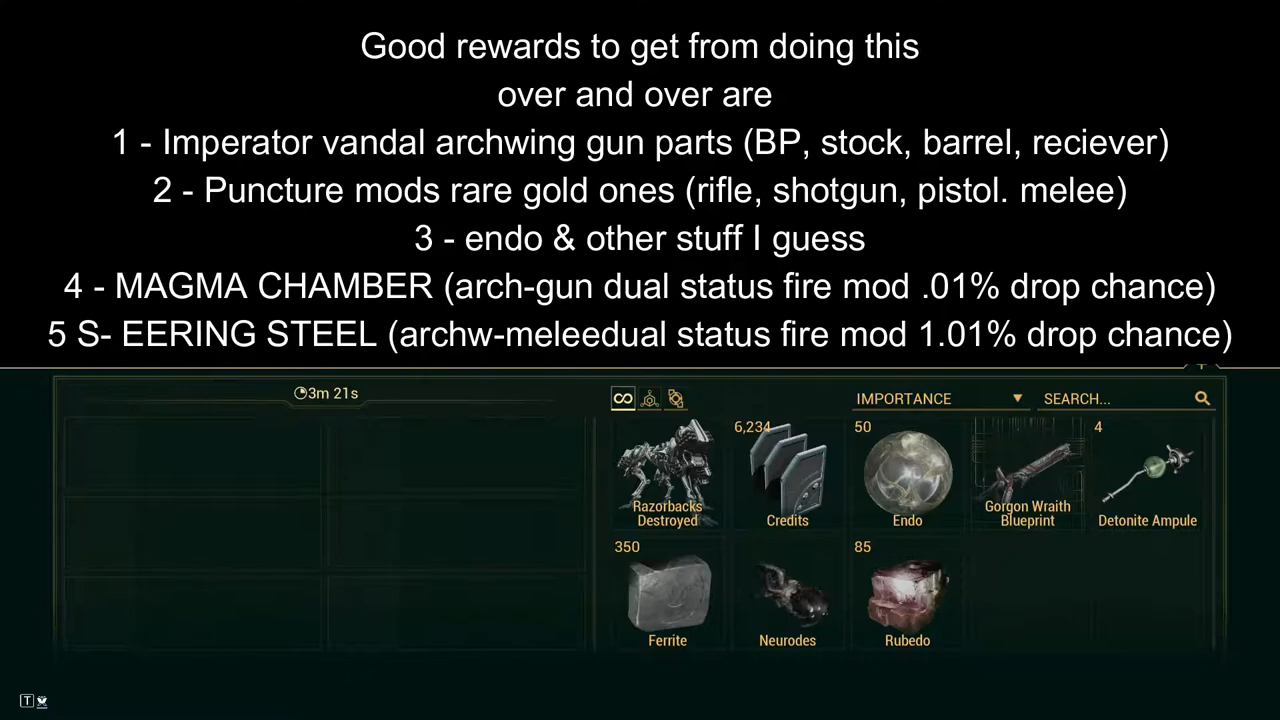 Good rewards to get from doing this
over and over are
1 - Imperator vandal archwing gun parts (BP, stock, barrel, reciever)
2 - Puncture mods rare gold ones (rifle, shotgun, pistol. melee)
3 - endo & other stuff I guess
4 - MAGMA CHAMBER (arch-gun dual status fire mod .01% drop chance)
5 S- EERING STEEL (archw-meleedual status fire mod 1.01% drop chance)
3m 21s
IMPORTANCE
SEARCH...
6,234
50
4
Razorbacks
Destroyed
Credits
Endo
Gorgon Wraith
Blueprint
Detonite Ampule
350
85
Ferrite
Neurodes
Rubedo
T